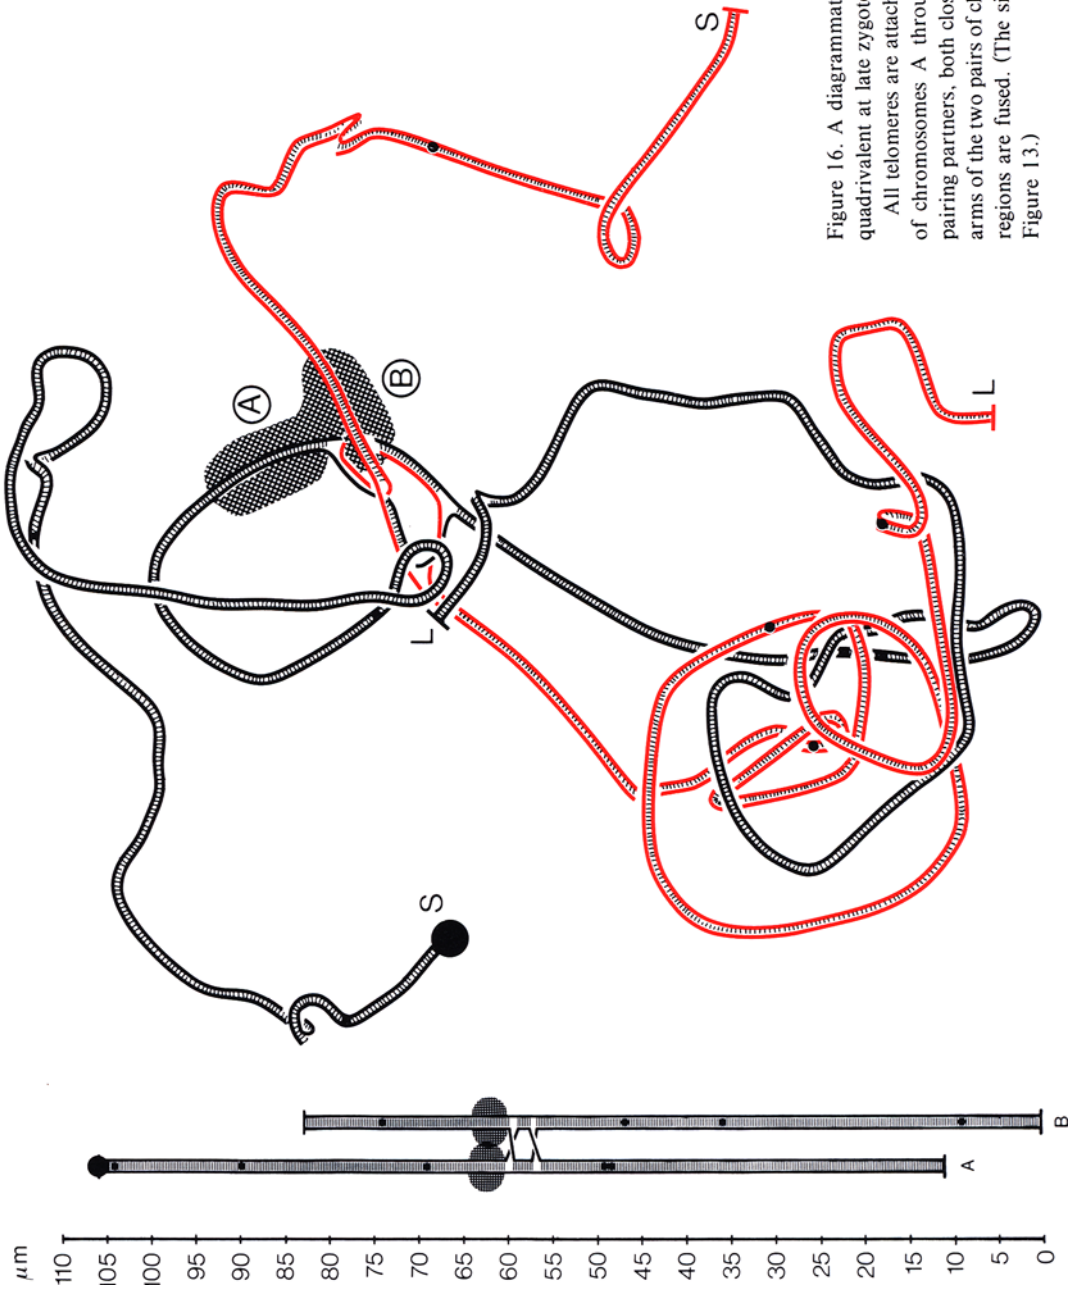 μm
110
105
100
95
90
85
80
75
70
65
60
55
50
45
40
35
30
25
20
15
10
5
0
A
B
S
L
A
B
S
L
Figure 16. A diagrammat
quadrivalent at late zygot
All telomeres are attach
of chromosomes A throu
pairing partners, both clos
arms of the two pairs of c
regions are fused. (The si
Figure 13.)